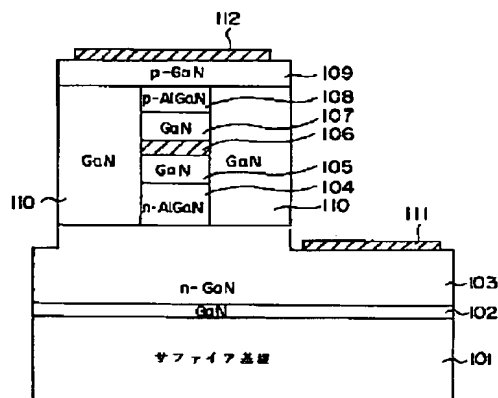 112
p-GaN
109
p-AlGaN
108
GaN
107
106
GaN
GaN
105
GaN
104
n-AlGaN
110
110
111
n-GaN
103
GaN
102
サファイア基板
101